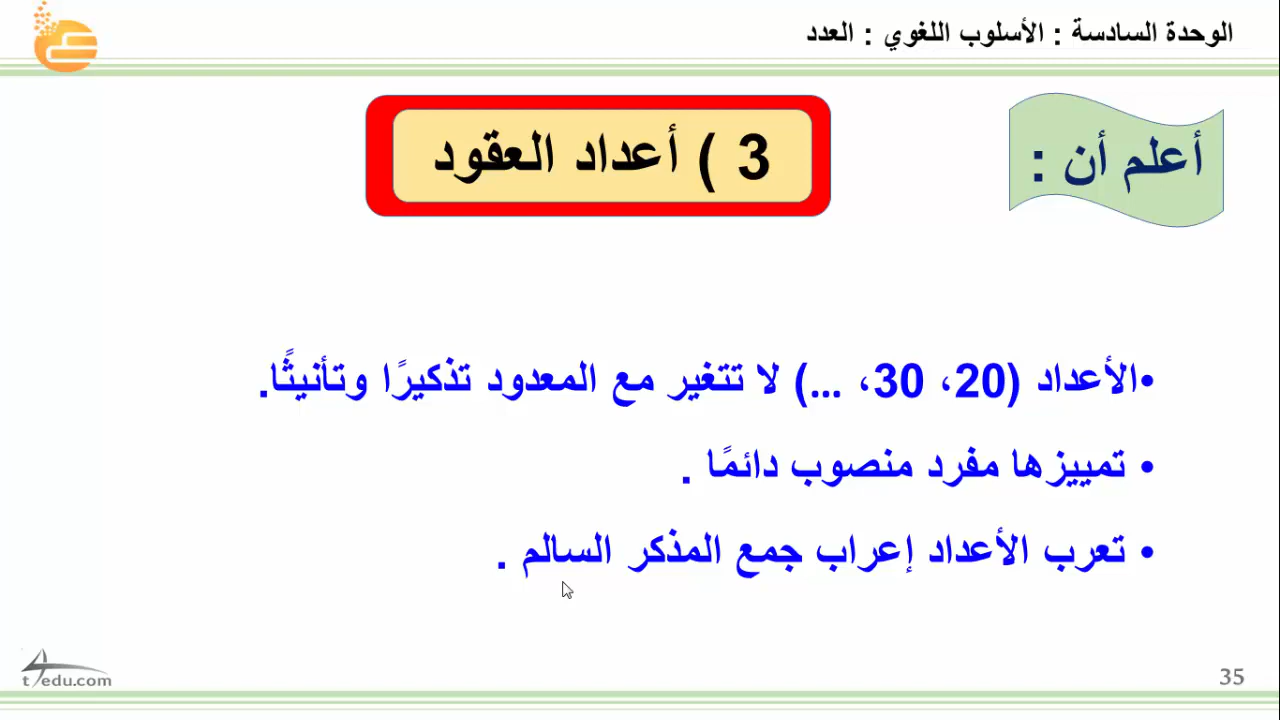 الوحدة السادسة : الأسلوب اللغوي : العدد
أعلم أن :
3 ) أعداد العقود
•الأعداد (20، 30، ...) لا تتغير مع المعدود تذكيرًا وتأنيثًا.
• تمييزها مفرد منصوب دائمًا .
• تعرب الأعداد إعراب جمع المذكر السالم .
t4edu.com
35